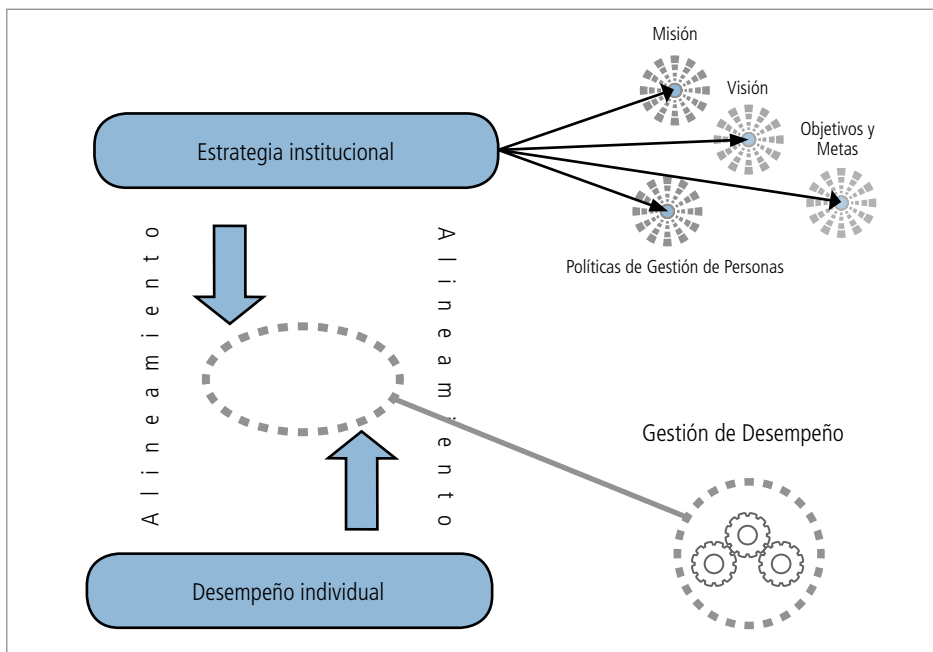 Misión
Visión
Objetivos y
Metas
Estrategia institucional
Políticas de Gestión de Personas
Alineamiento
Alineamiento
Gestión de Desempeño
Desempeño individual